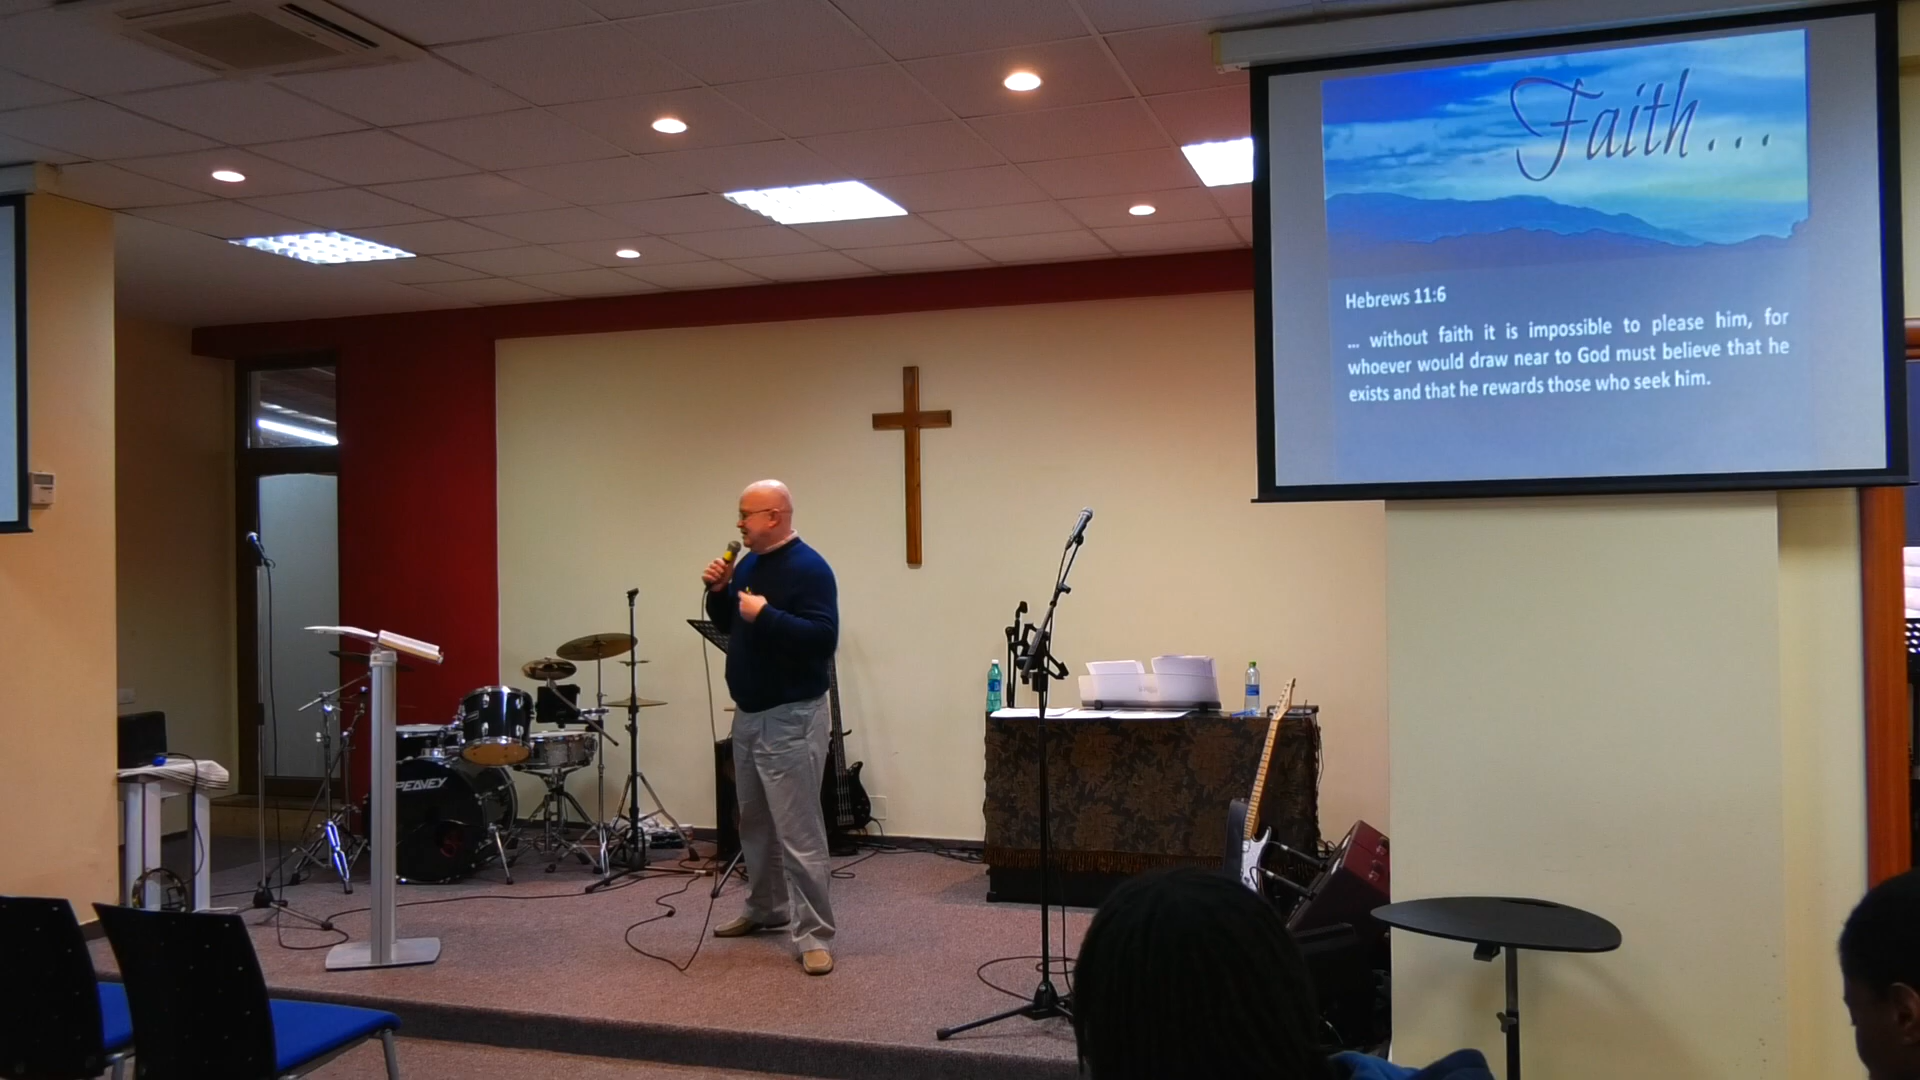 Faith...
Hebrews 11:6
... without faith it is impossible to please him, for
whoever would draw near to God must believe that he
exists and that he rewards those who seek him.
PEAVEY